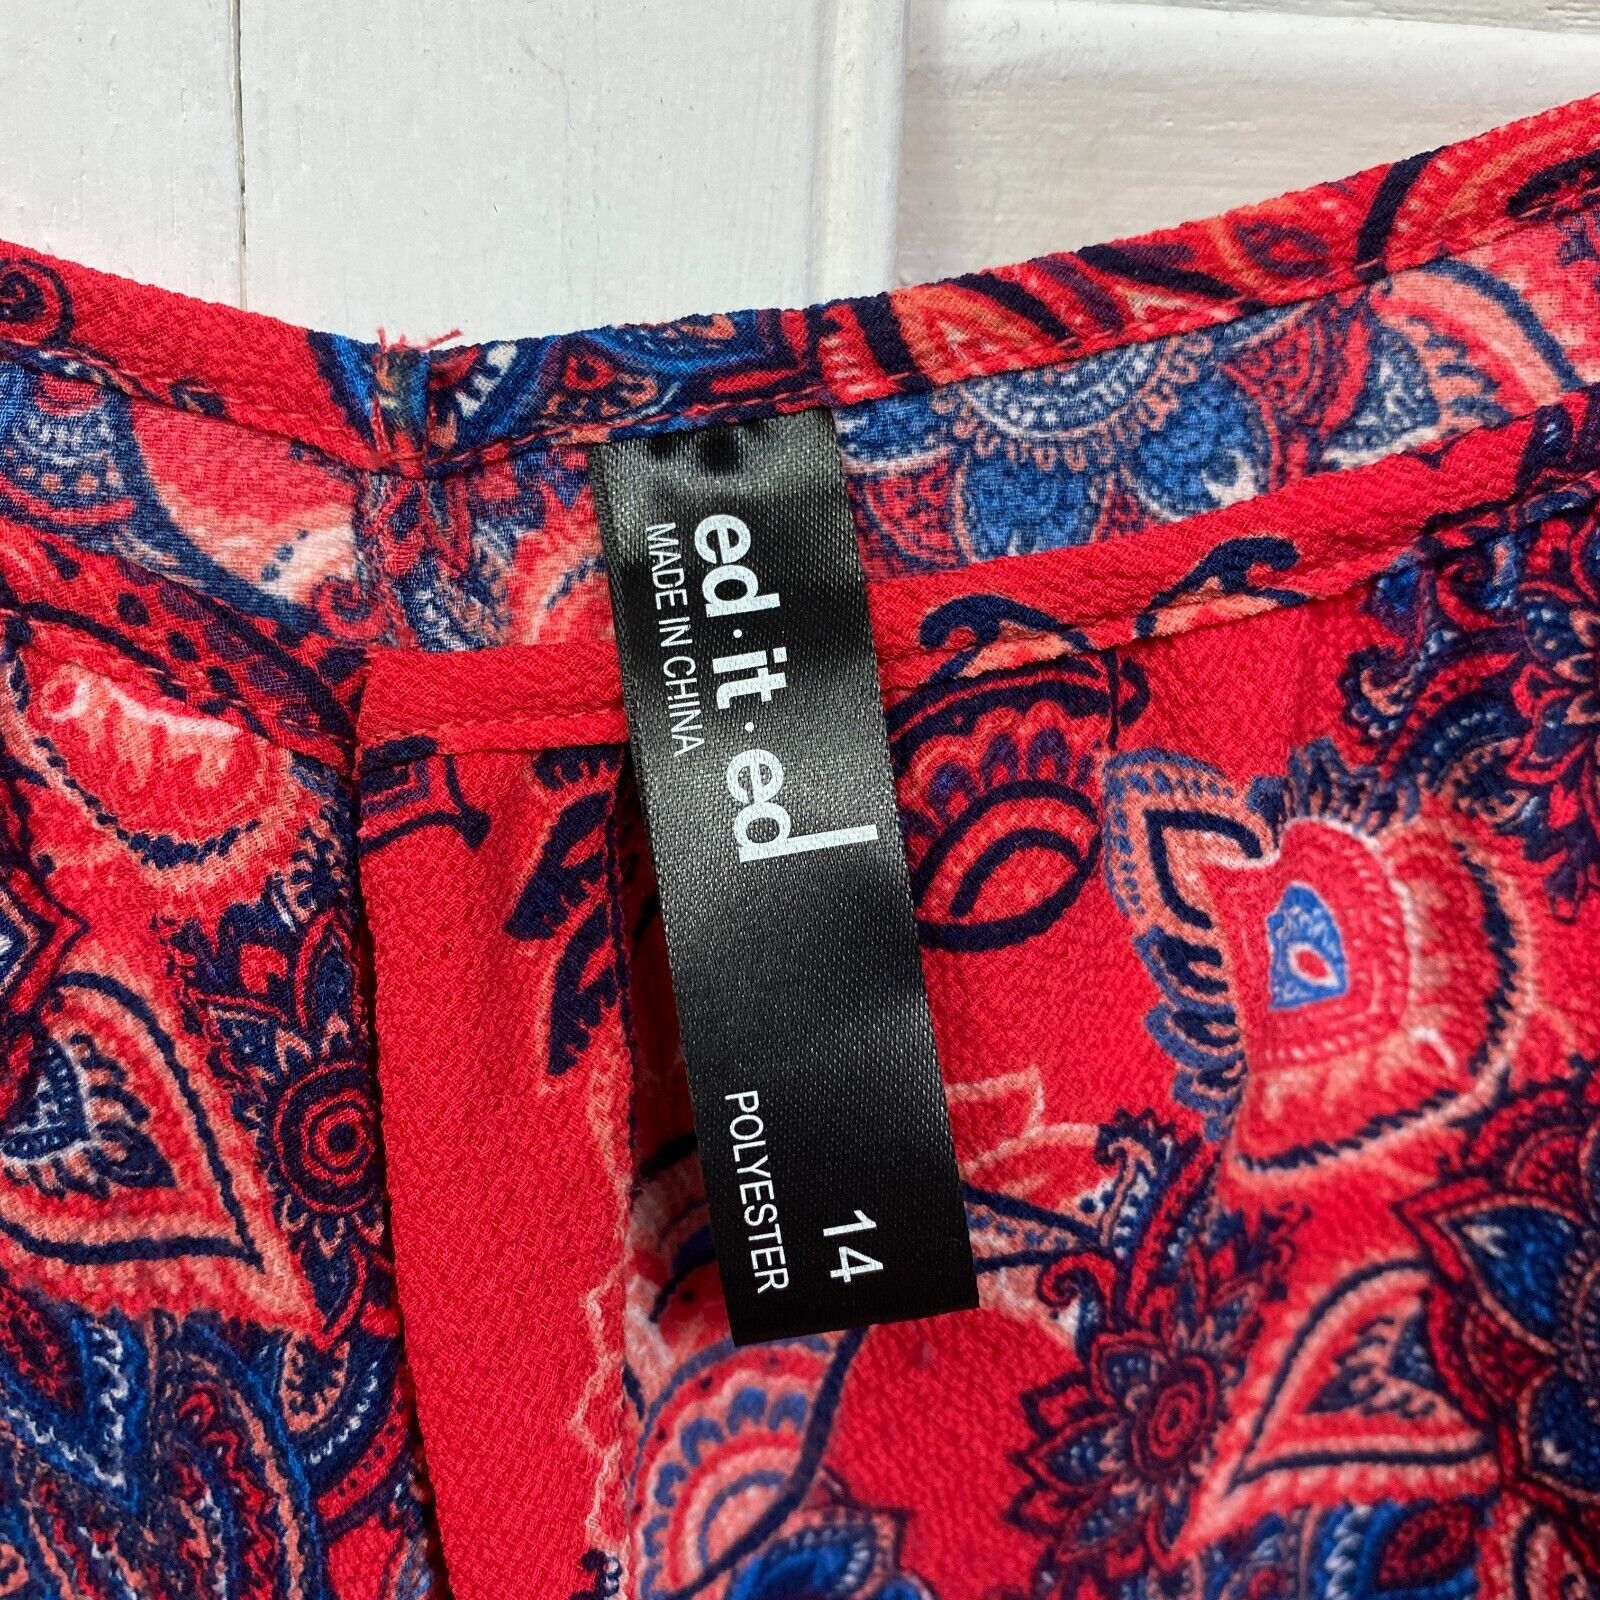 ed·it·ed
MADE IN CHINA
14
POLYESTER